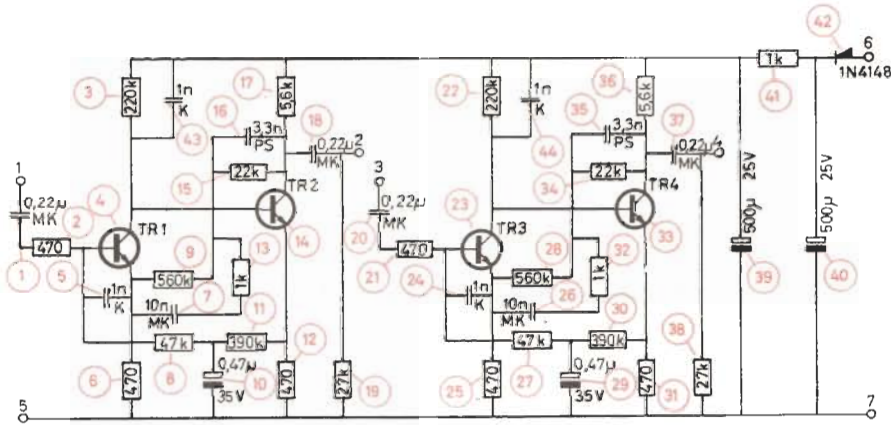 42
6
1N4148
3
220k
1n
K
43
17
5,6k
16
3,3n
PS
18
0,22µ
MK
2
15
22k
TR2
14
1
0,22µ
MK
2
4
TR1
470
1
5
1n
K
9
560k
13
1k
10n
MK
7
11
47k
390k
8
0,47µ
35V
10
6
470
12
470
27k
19
22
220k
1n
K
44
36
5,6k
35
3,3n
PS
37
0,22µ
MK
4
34
22k
TR4
33
3
0,22µ
MK
20
23
TR3
470
21
24
1n
K
28
560k
32
1k
10n
MK
26
30
47k
390k
27
0,47µ
35V
29
25
470
470
31
38
27k
1k
41
500µ 25V
39
500µ 25V
40
5
7